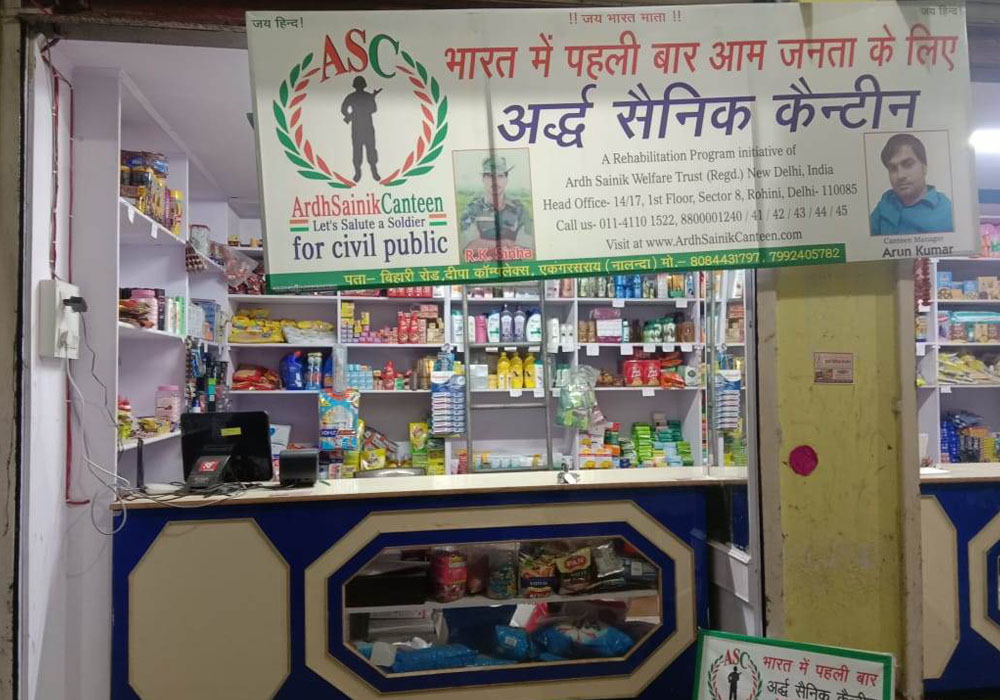 जय हिन्द!
!! जय भारत माता !!
जय हिन्द!
ASC
ArdhSainikCanteen
Let's Salute a Soldier
for civil public
भारत में पहली बार आम जनता के लिए
अर्द्ध सैनिक कैन्टीन
A Rehabilitation Program initiative of
Ardh Sainik Welfare Trust (Regd.) New Delhi, India
Head Office- 14/17, 1st Floor, Sector 8, Rohini, Delhi- 110085
Call us- 011-4110 1522, 8800001240 / 41 / 42 / 43 / 44 / 45
Visit at www.ArdhSainikCanteen.com
R.K. Sinha
Canteen Manager
Arun Kumar
पता– बिहारी रोड,दीपा कॉम्पलेक्स, एकगरसराय (नालन्दा) मो.– 8084431797, 7992405782
ASC
भारत में पहली बार
अर्द्ध सैनिक कैन्टी